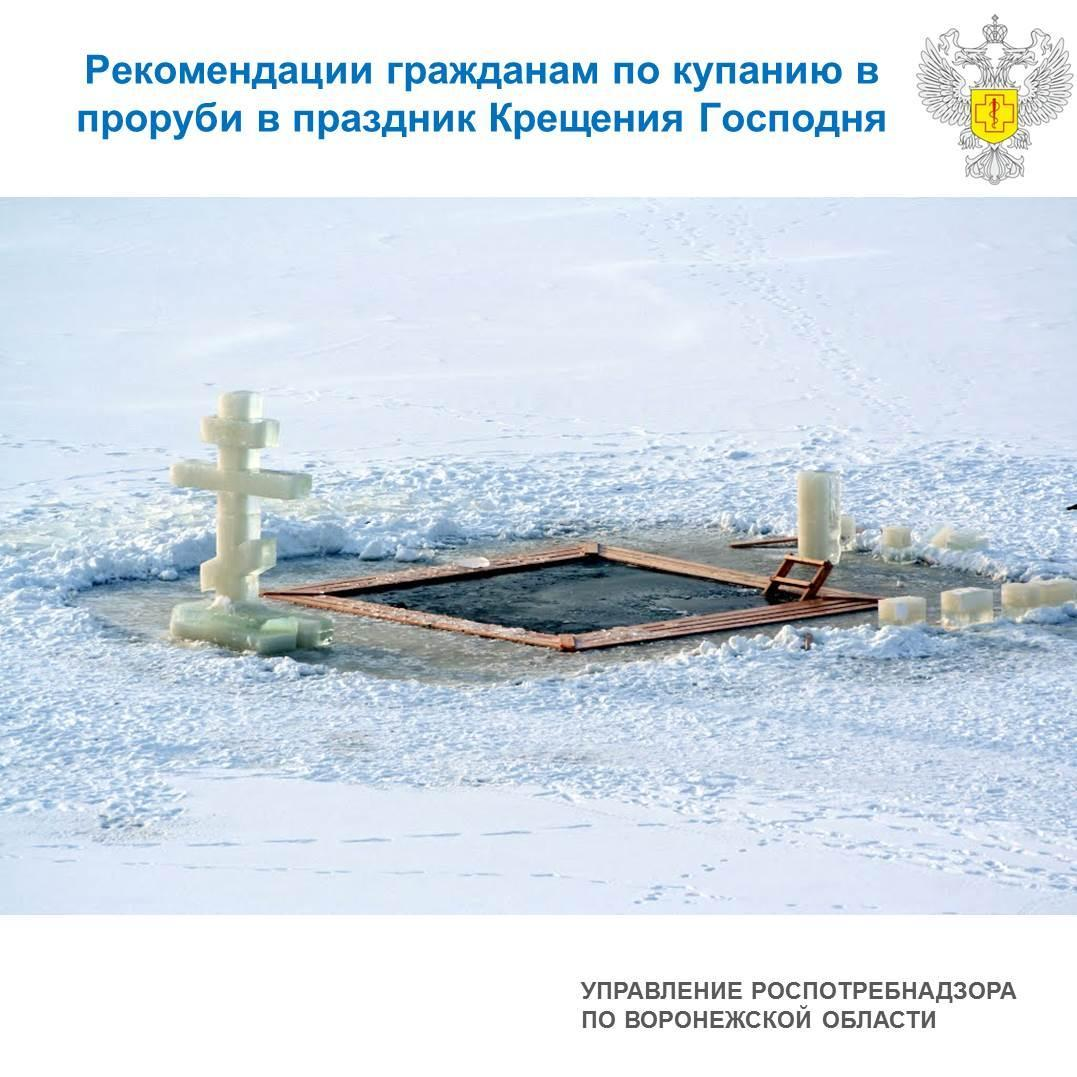 Рекомендации гражданам по купанию в
проруби в праздник Крещения Господня
УПРАВЛЕНИЕ РОСПОТРЕБНАДЗОРА
ПО ВОРОНЕЖСКОЙ ОБЛАСТИ